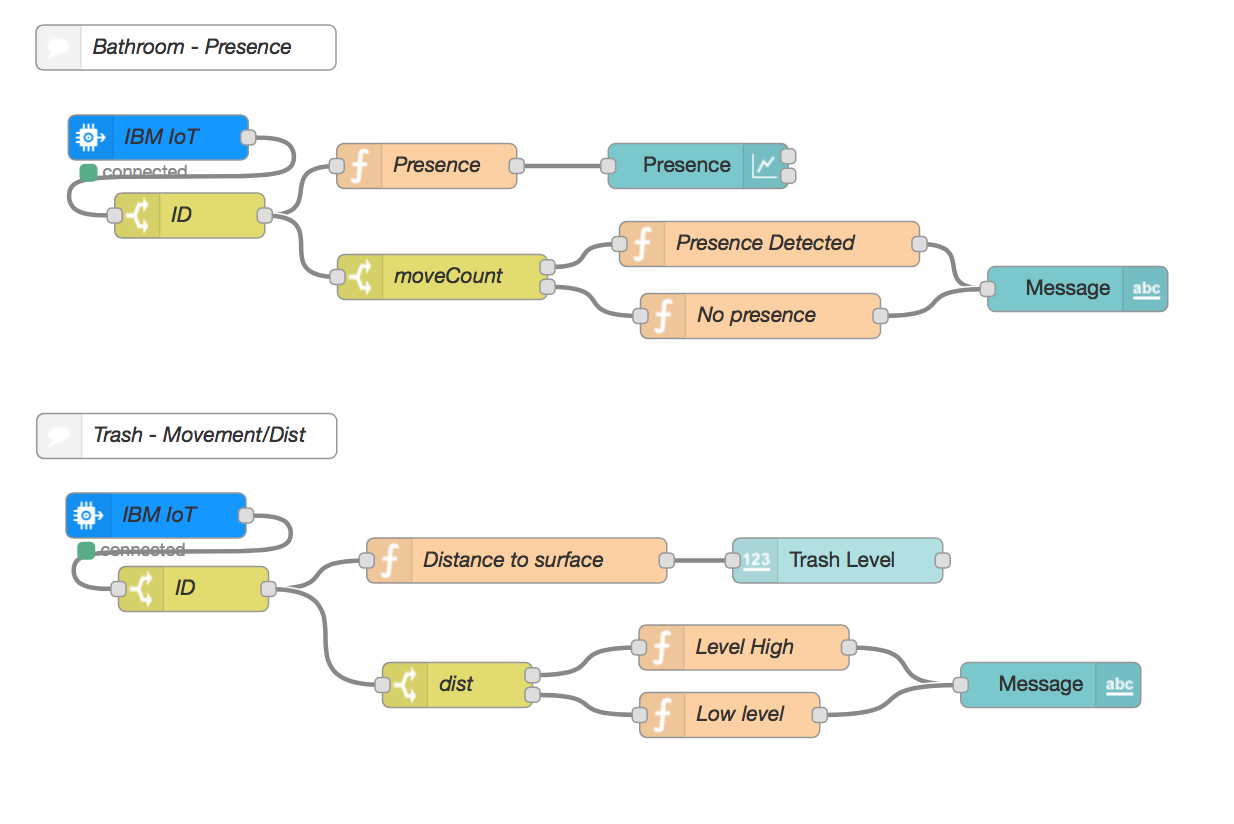 Bathroom - Presence
IBM IoT
connected
ID
Presence
Presence
moveCount
Presence Detected
No presence
Message
abc
Trash - Movement/Dist
IBM IoT
connected
ID
Distance to surface
123
Trash Level
dist
Level High
Low level
Message
abc